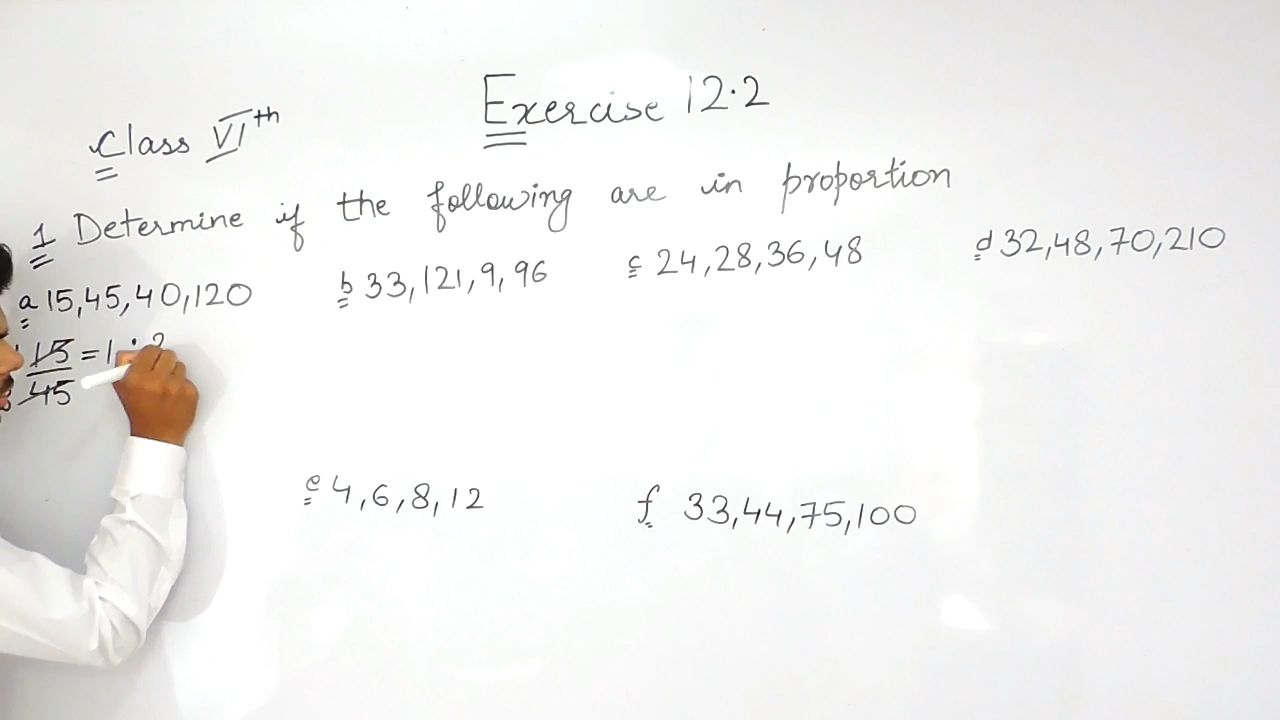 Exercise 12.2
Class VIth
1 Determine if the following are in proportion
a 15,45,40,120
b 33,121,9,96
c 24,28,36,48
d 32,48,70,210
15/45 = 1:3
e 4,6,8,12
f 33,44,75,100